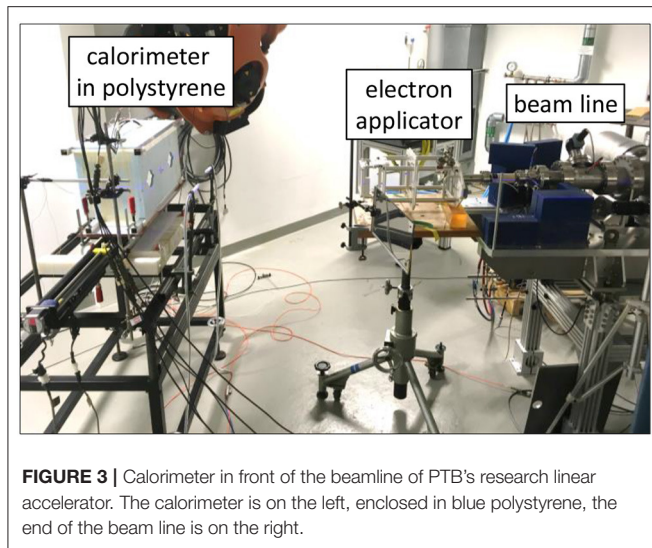 calorimeter
in polystyrene
electron
applicator
beam line
FIGURE 3 | Calorimeter in front of the beamline of PTB's research linear
accelerator. The calorimeter is on the left, enclosed in blue polystyrene, the
end of the beam line is on the right.